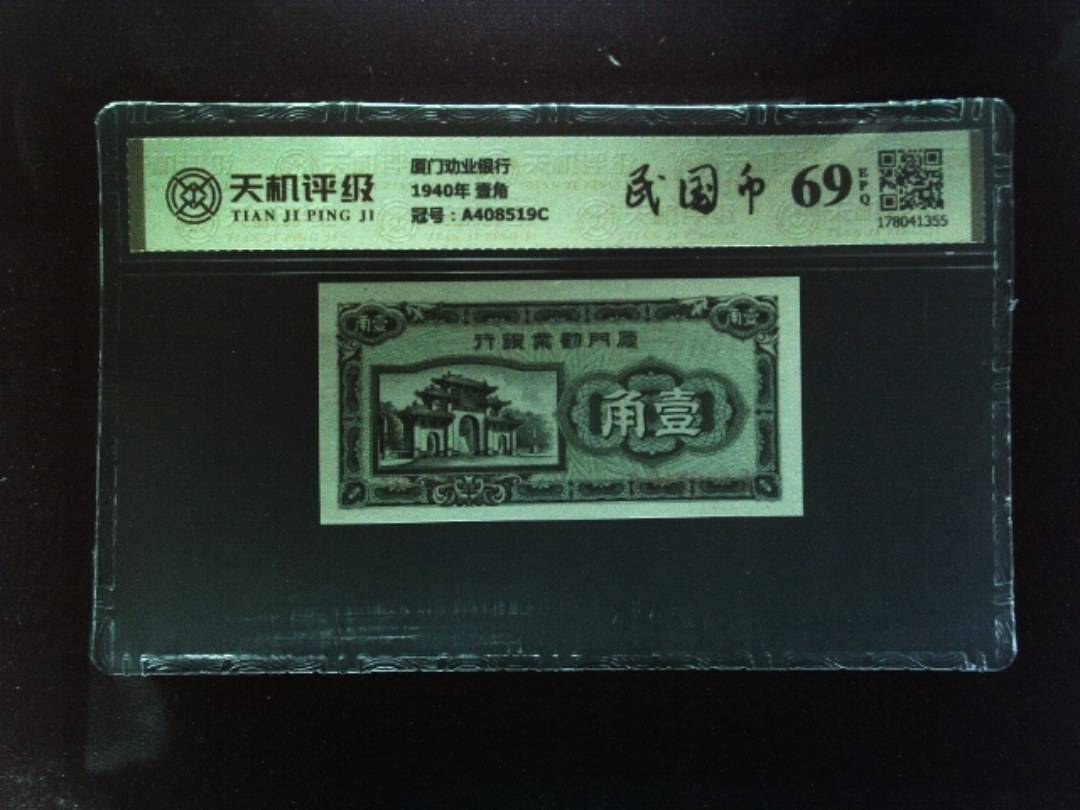 天机评级
TIAN JI PING JI
厦门劝业银行
1940年 壹角
冠号：A408519C
民国币
69
EPQ
178041355
角壹
角壹
行銀業勸門廈
角壹